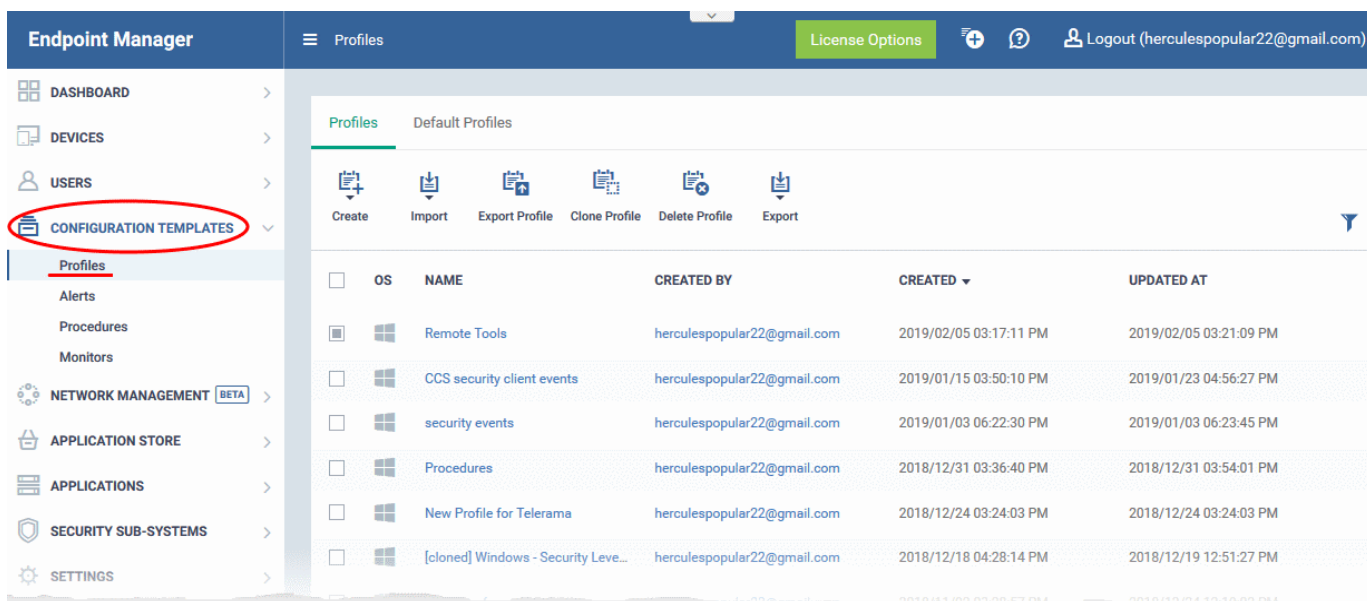 Endpoint Manager
Profiles
License Options
Logout (herculespopular22@gmail.com)
DASHBOARD
DEVICES
USERS
CONFIGURATION TEMPLATES
Profiles
Alerts
Procedures
Monitors
NETWORK MANAGEMENT BETA
APPLICATION STORE
APPLICATIONS
SECURITY SUB-SYSTEMS
SETTINGS
Profiles Default Profiles
Create Import Export Profile Clone Profile Delete Profile Export
OS NAME CREATED BY CREATED UPDATED AT
Remote Tools herculespopular22@gmail.com 2019/02/05 03:17:11 PM 2019/02/05 03:21:09 PM
CCS security client events herculespopular22@gmail.com 2019/01/15 03:50:10 PM 2019/01/23 04:56:27 PM
security events herculespopular22@gmail.com 2019/01/03 06:22:30 PM 2019/01/03 06:23:45 PM
Procedures herculespopular22@gmail.com 2018/12/31 03:36:40 PM 2018/12/31 03:54:01 PM
New Profile for Telerama herculespopular22@gmail.com 2018/12/24 03:24:03 PM 2018/12/24 03:24:03 PM
[cloned] Windows - Security Leve... herculespopular22@gmail.com 2018/12/18 04:28:14 PM 2018/12/19 12:51:27 PM